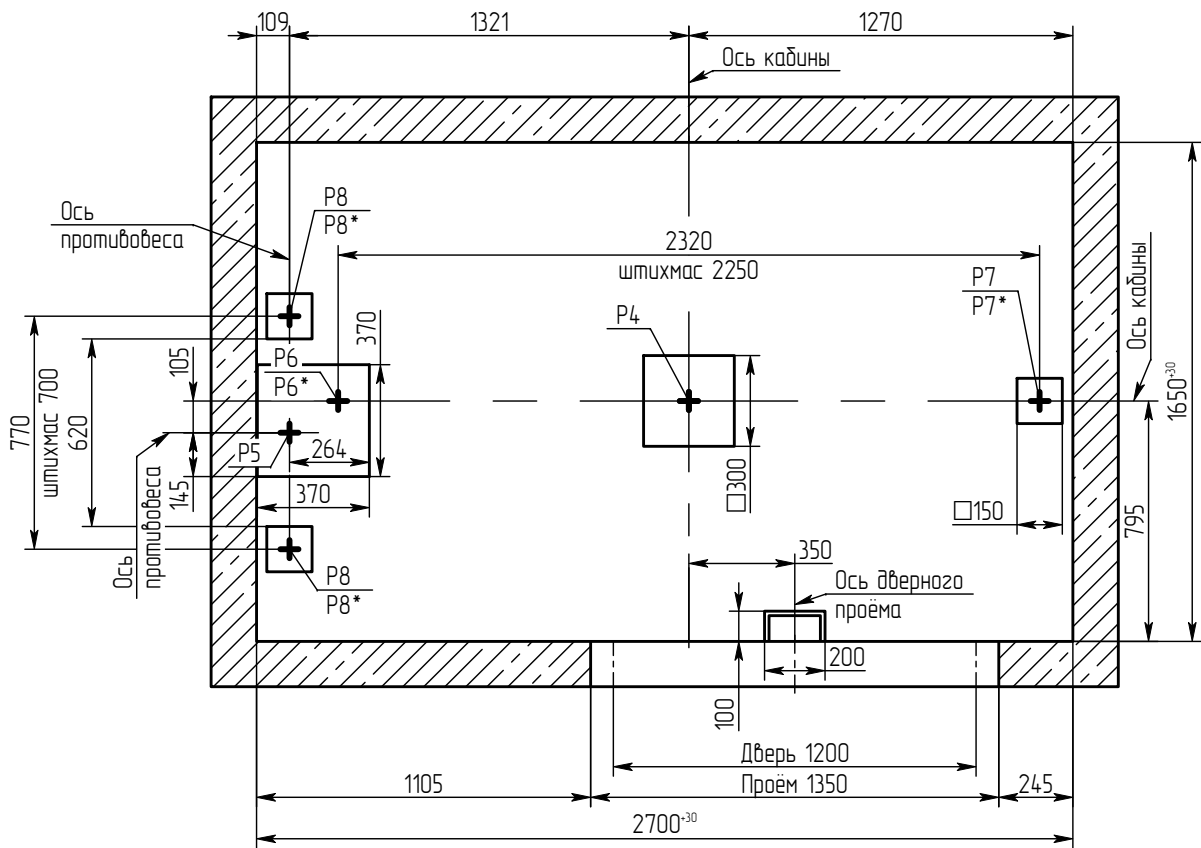 109
1321
1270
Ось кабины
Ось
противовеса
P8
P8*
2320
штихмас 2250
P7
P7*
Ось кабины
1650+30
P4
370
P6
P6*
105
770
штихмас 700
620
P5
264
145
370
□300
□150
795
Ось
противовеса
P8
P8*
350
Ось дверного
проёма
200
100
Дверь 1200
1105
Проём 1350
245
2700+30